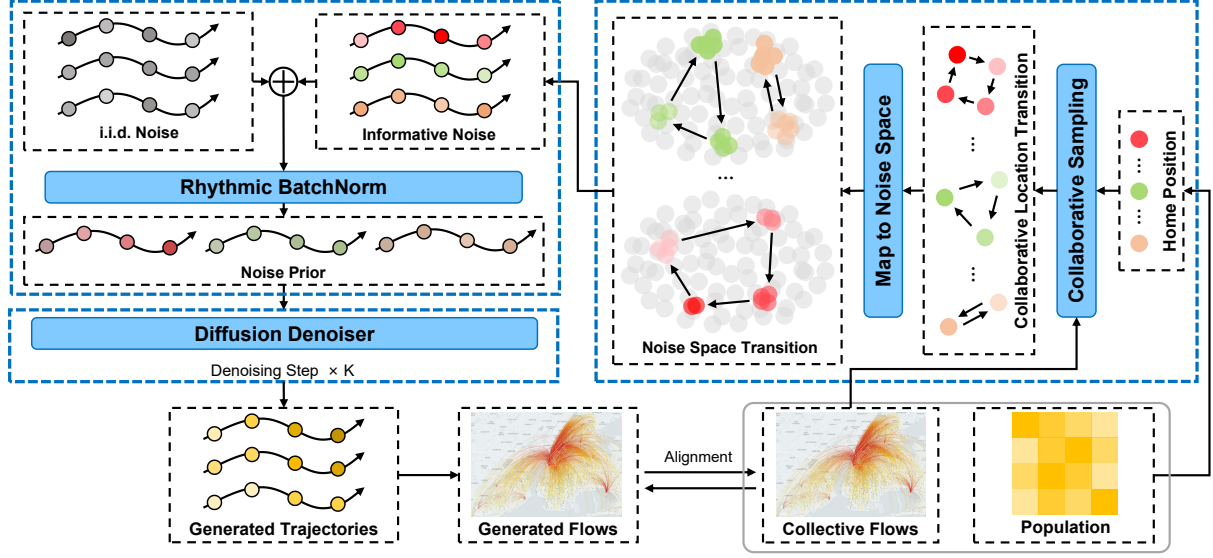 i.i.d. Noise
Informative Noise
Rhythmic BatchNorm
Noise Prior
Diffusion Denoiser
Denoising Step × K
...
Noise Space Transition
Map to Noise Space
...
...
Collaborative Location Transition
Collaborative Sampling
...
...
Home Position
Generated Trajectories
Generated Flows
Alignment
Collective Flows
Population